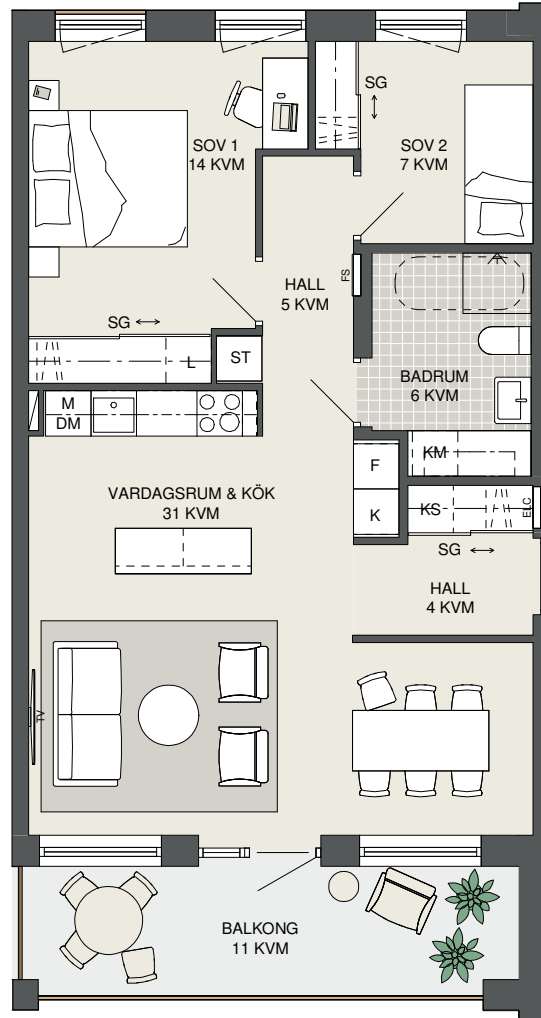 SG
SOV 1
14 KVM
SOV 2
7 KVM
HALL
5 KVM
FS
SG
L
ST
BADRUM
6 KVM
M
DM
KM
F
K
KS
ELC
VARDAGSRUM & KÖK
31 KVM
SG
HALL
4 KVM
TV
BALKONG
11 KVM